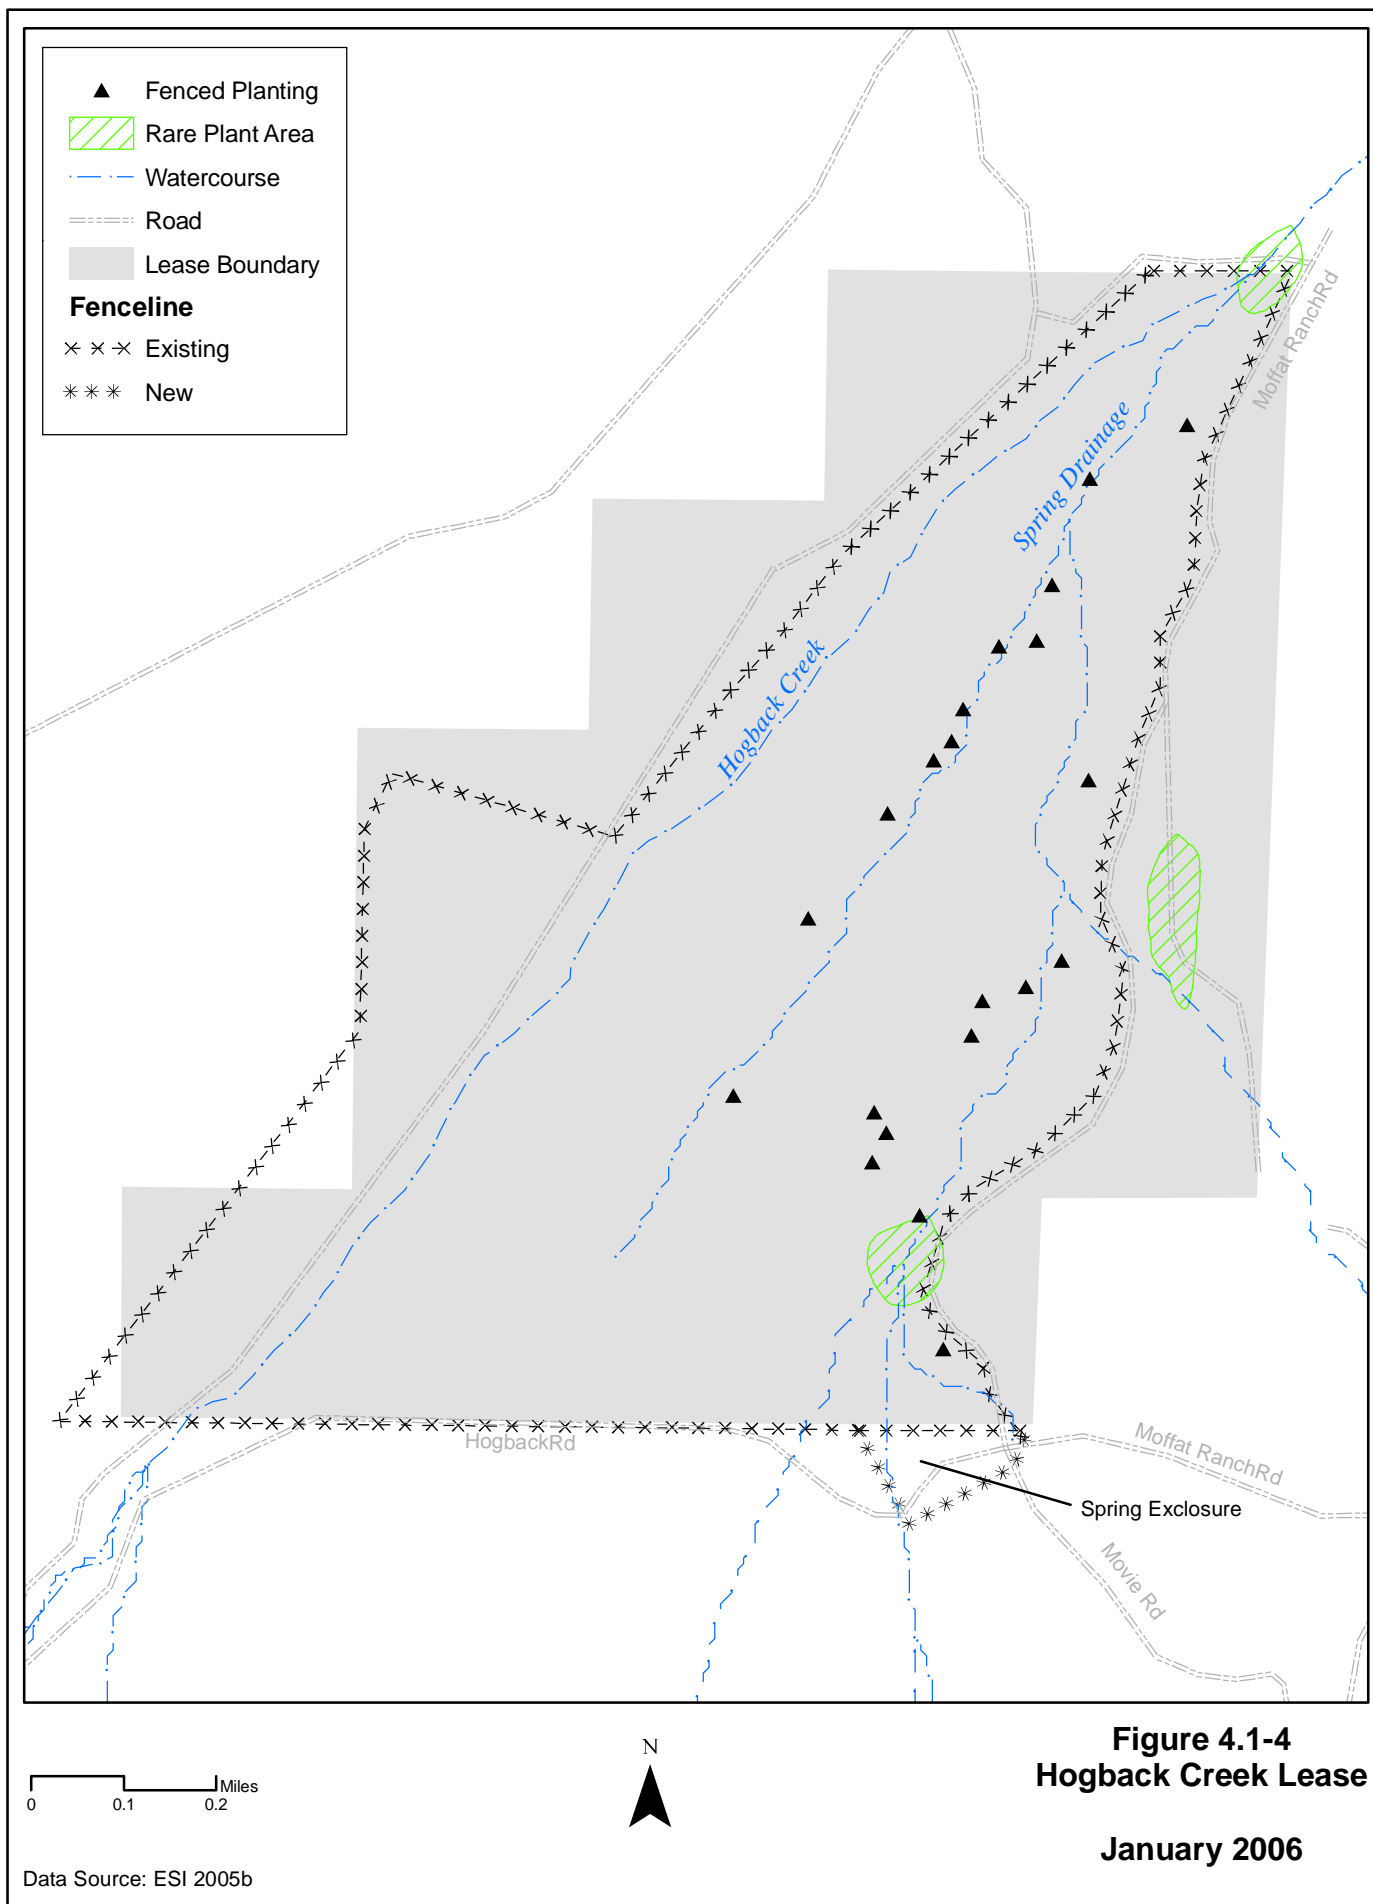 Fenced Planting
Rare Plant Area
Watercourse
Road
Lease Boundary
Fenceline
Existing
New
Moffat RanchRd
Spring Drainage
Hogback Creek
HogbackRd
Moffat RanchRd
Spring Exclosure
Movie Rd
Figure 4.1-4
Hogback Creek Lease
N
Miles
0 0.1 0.2
January 2006
Data Source: ESI 2005b